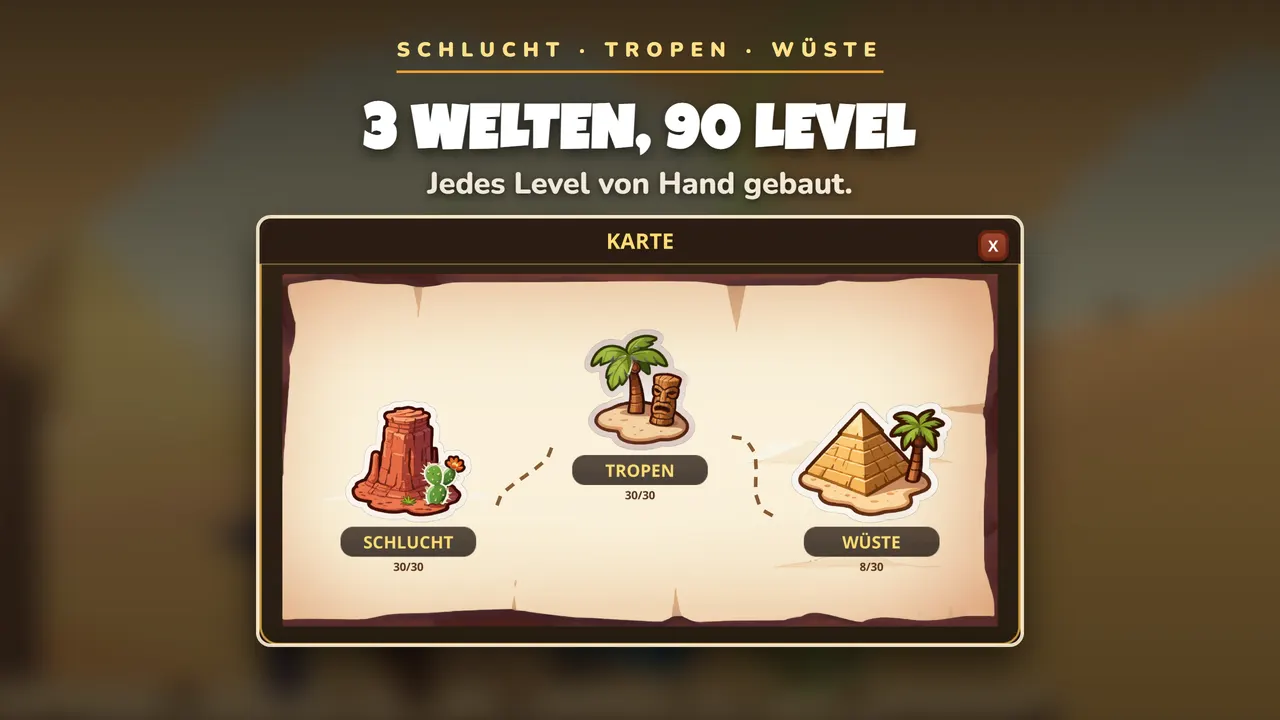 SCHLUCHT · TROPEN · WÜSTE
3 WELTEN, 90 LEVEL
Jedes Level von Hand gebaut.
KARTE
X
TROPEN
30/30
SCHLUCHT
30/30
WÜSTE
8/30